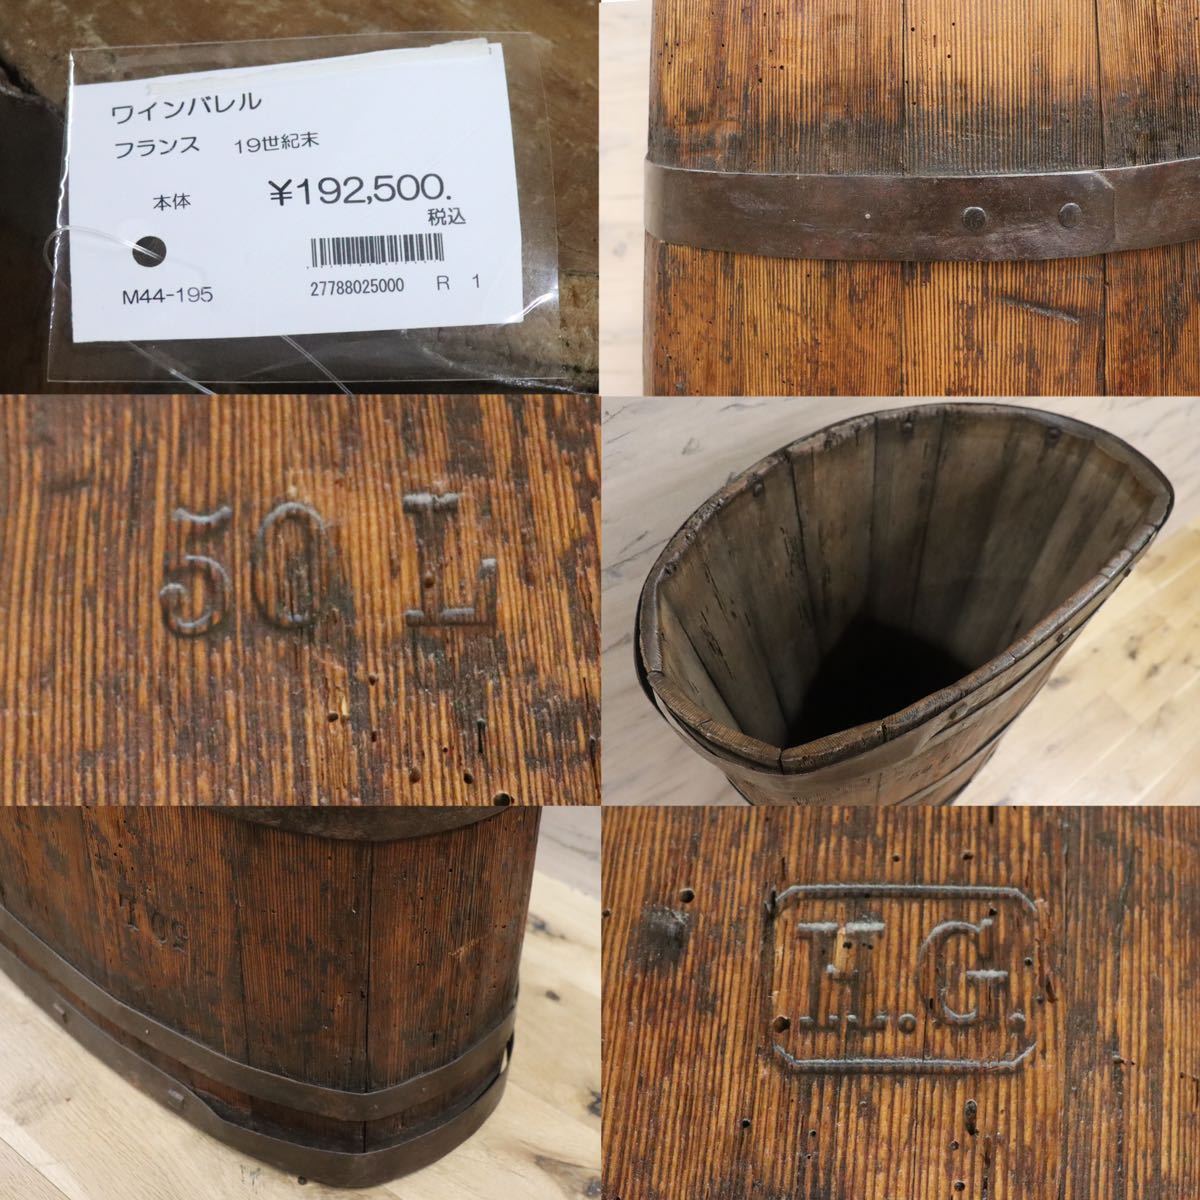 ワインバレル
フランス 19世紀末
本体 ¥192,500.
税込
M44-195 27788025000 R 1
50 L
50 L
H.G.